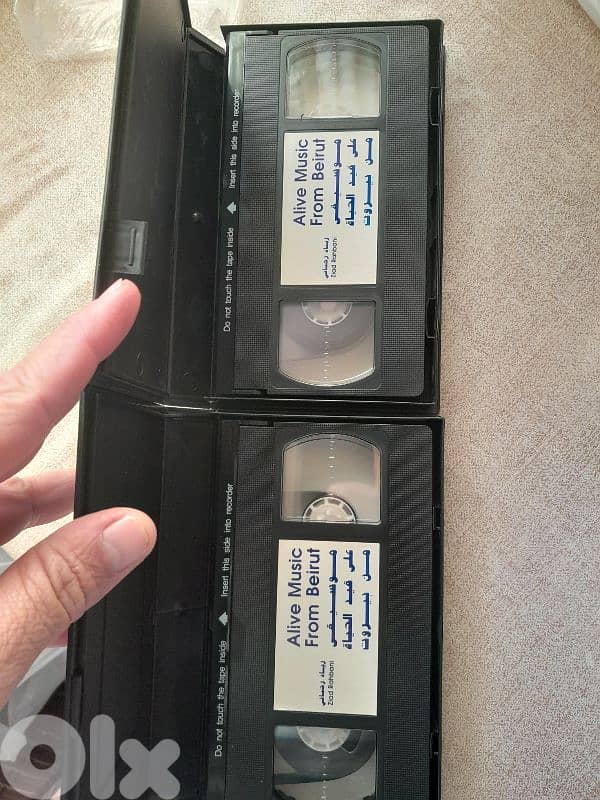 Do not touch the tape inside Insert this side into recorder
Alive Music
From Beirut
موسيقى
على قيد الحياة
من بيروت
زياد رحباني
Ziad Rahbani
Do not touch the tape inside Insert this side into recorder
Alive Music
From Beirut
موسيقى
على قيد الحياة
من بيروت
زياد رحباني
Ziad Rahbani
olx